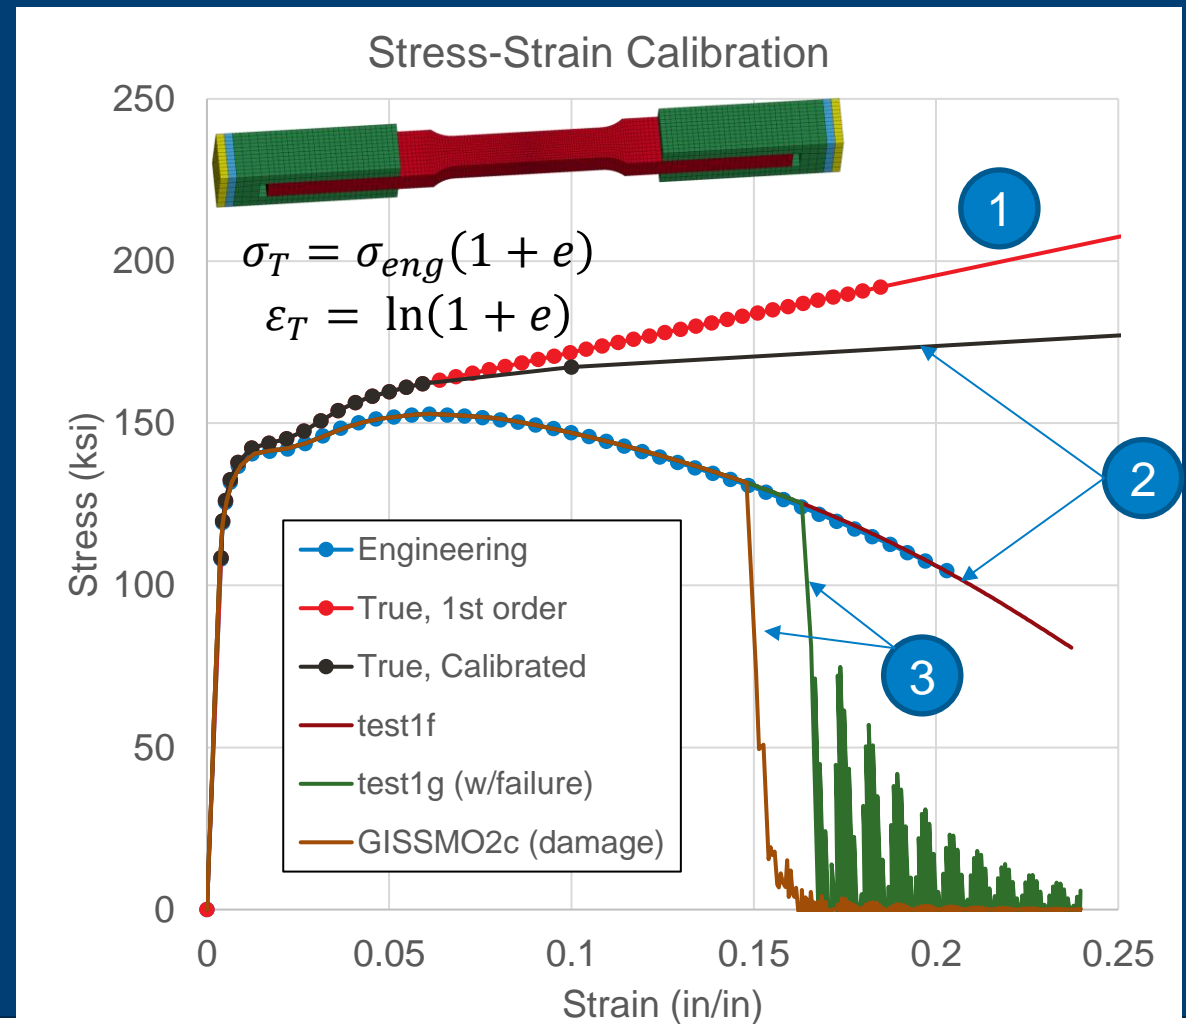 Stress-Strain Calibration
250
200
150
100
50
0
Stress (ksi)
σ_T = σ_eng(1 + e)
ε_T = ln(1 + e)
1
2
3
Engineering
True, 1st order
True, Calibrated
test1f
test1g (w/failure)
GISSMO2c (damage)
0 0.05 0.1 0.15 0.2 0.25
Strain (in/in)